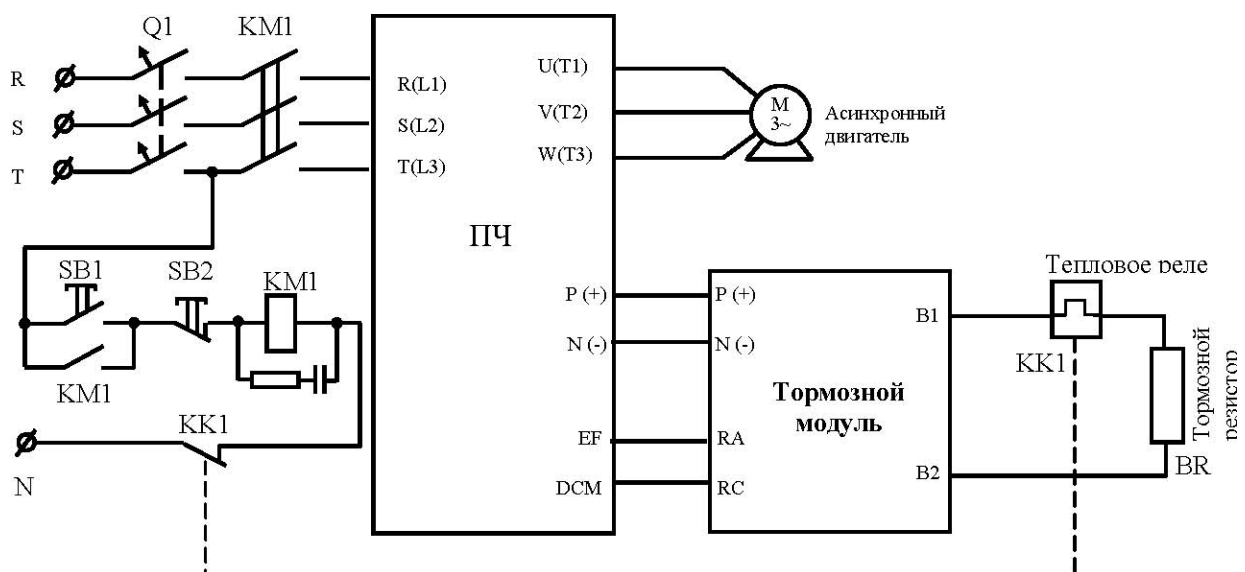 Q1
KM1
R
S
T
R(L1)
S(L2)
T(L3)
U(T1)
V(T2)
W(T3)
M
3~
Асинхронный
двигатель
ПЧ
SB1
SB2
KM1
KM1
KK1
N
P (+)
N (-)
EF
DCM
P (+)
N (-)
RA
RC
Тормозной
модуль
B1
B2
Тепловое реле
KK1
Тормозной
резистор
BR